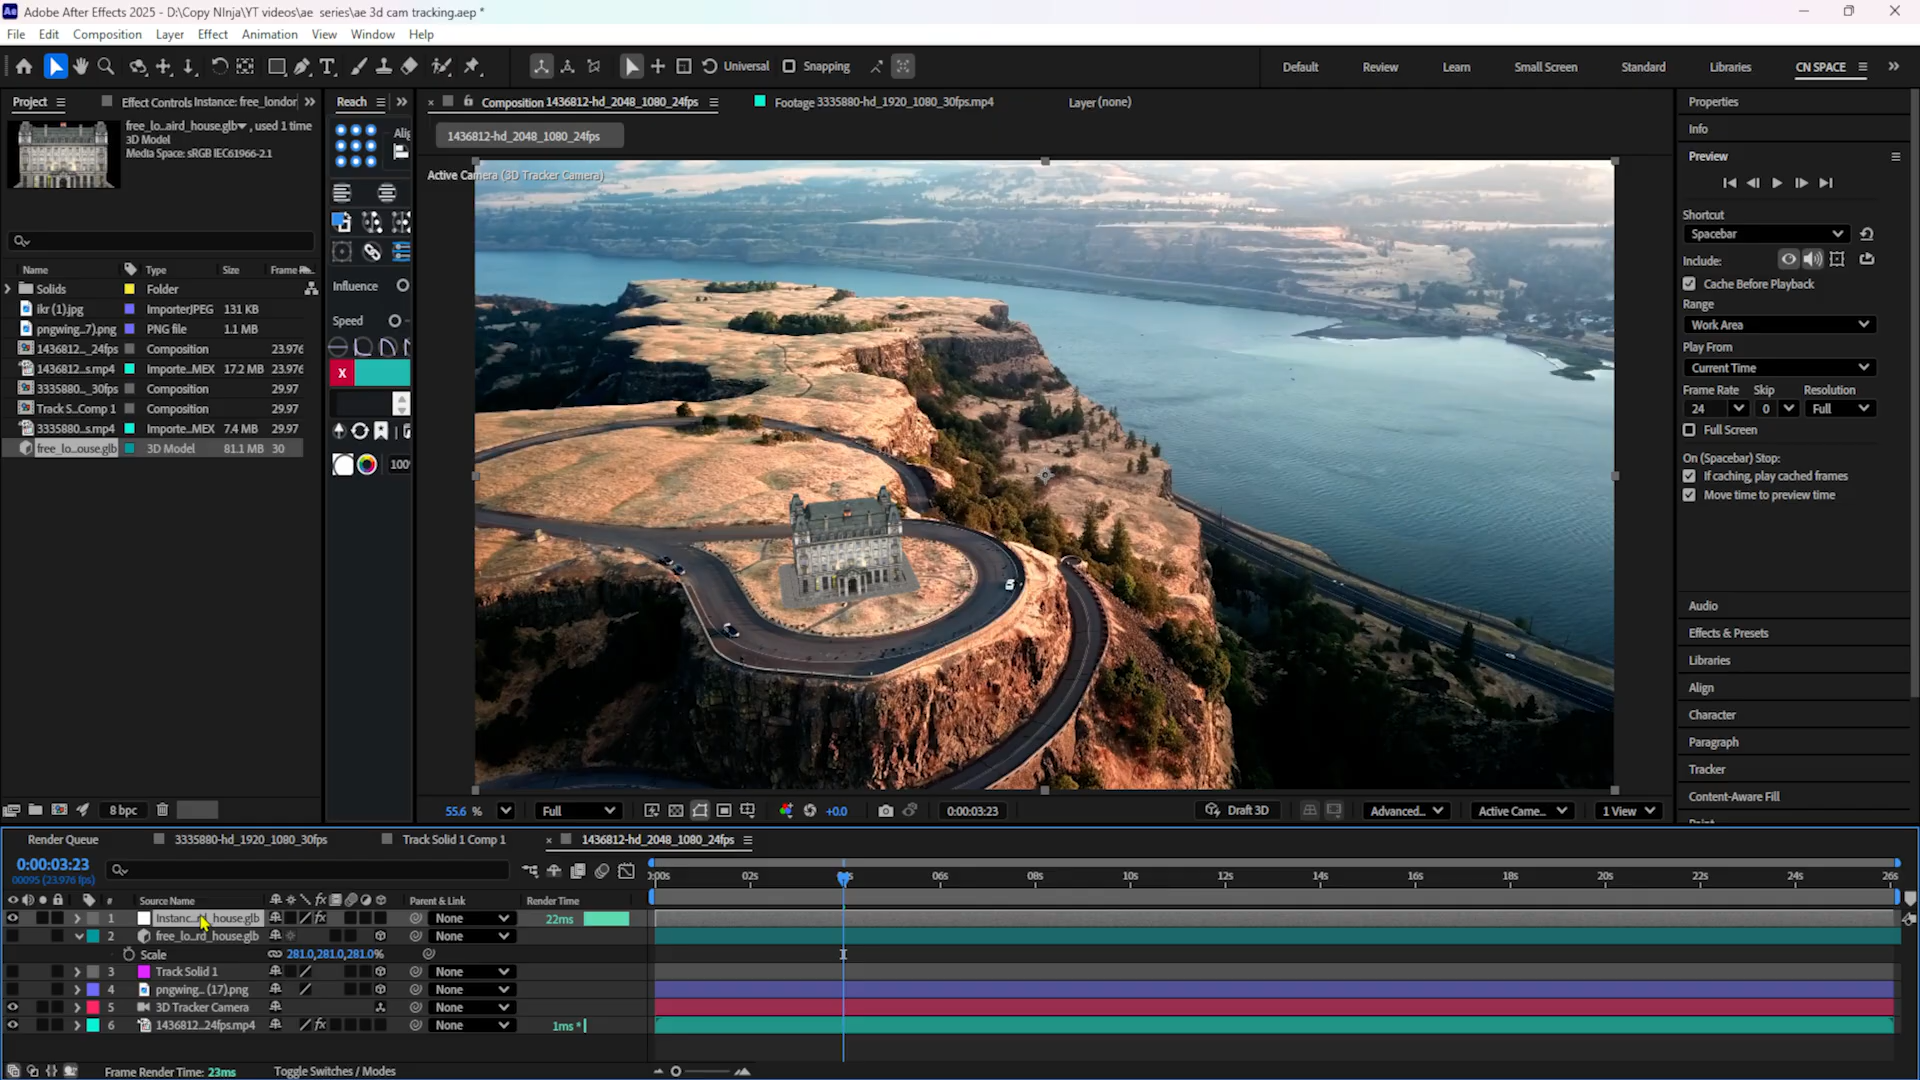 Adobe After Effects 2025 - D:\Copy NInja\YT videos\ae  series\ae 3d cam tracking.aep *
File Edit Composition Layer Effect Animation View Window Help
Universal Snapping Default Review Learn Small Screen Standard Libraries CN SPACE
Project Effect Controls Instance: free_londor
Reach
Composition 1436812-hd_2048_1080_24fps
Footage 3335880-hd_1920_1080_30fps.mp4
Layer (none)
free_lo...aird_house.glb , used 1 time
3D Model
Media Space: sRGB IEC61966-2.1
Alig
1436812-hd_2048_1080_24fps
Active Camera (3D Tracker Camera)
Name Type Size Frame R...
Solids Folder
ikr (1).jpg ImporterJPEG 131 KB
pngwing...7).png PNG file 1.1 MB
1436812..._24fps Composition 23.976
1436812...s.mp4 Importe...MEX 17.2 MB 23.976
3335880..._30fps Composition 29.97
Track S...Comp 1 Composition 29.97
3335880...s.mp4 Importe...MEX 7.4 MB 29.97
free_lo...ouse.glb 3D Model 81.1 MB 30
8 bpc
Influence
Speed
X
100
Properties
Info
Preview
Shortcut
Spacebar
Include:
Cache Before Playback
Range
Work Area
Play From
Current Time
Frame Rate Skip Resolution
24 0 Full
Full Screen
On (Spacebar) Stop:
If caching, play cached frames
Move time to preview time
Audio
Effects & Presets
Libraries
Align
Character
Paragraph
Tracker
Content-Aware Fill
55.6 % Full +0.0 0:00:03:23 Draft 3D Advanced... Active Came... 1 View
Render Queue 3335880-hd_1920_1080_30fps Track Solid 1 Comp 1 1436812-hd_2048_1080_24fps
0:00:03:23
00095 (23.976 fps)
:00s 02s 04s 06s 08s 10s 12s 14s 16s 18s 20s 22s 24s 26s
# Source Name fx Parent & Link Render Time
1 Instanc...rd_house.glb fx None 22ms
2 free_lo...rd_house.glb None
Scale 281.0,281.0,281.0%
3 Track Solid 1 None
4 pngwing... (17).png None
5 3D Tracker Camera None
6 1436812...24fps.mp4 fx None 1ms *
Frame Render Time: 23ms Toggle Switches / Modes